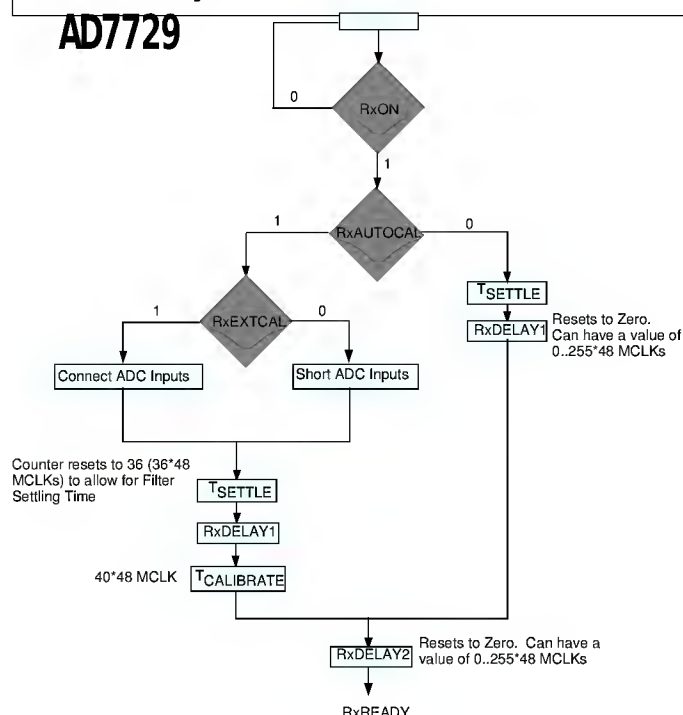 AD7729
0
RxON
1
1
RxAUTOCAL
0
TSETTLE
RxDELAY1
Resets to Zero.
Can have a value of
0..255*48 MCLKs
1
RxEXTCAL
0
Connect ADC Inputs
Short ADC Inputs
Counter resets to 36 (36*48
MCLKs) to allow for Filter
Settling Time
TSETTLE
RxDELAY1
40*48 MCLK
TCALIBRATE
RxDELAY2
Resets to Zero. Can have a
value of 0..255*48 MCLKs
RxREADY